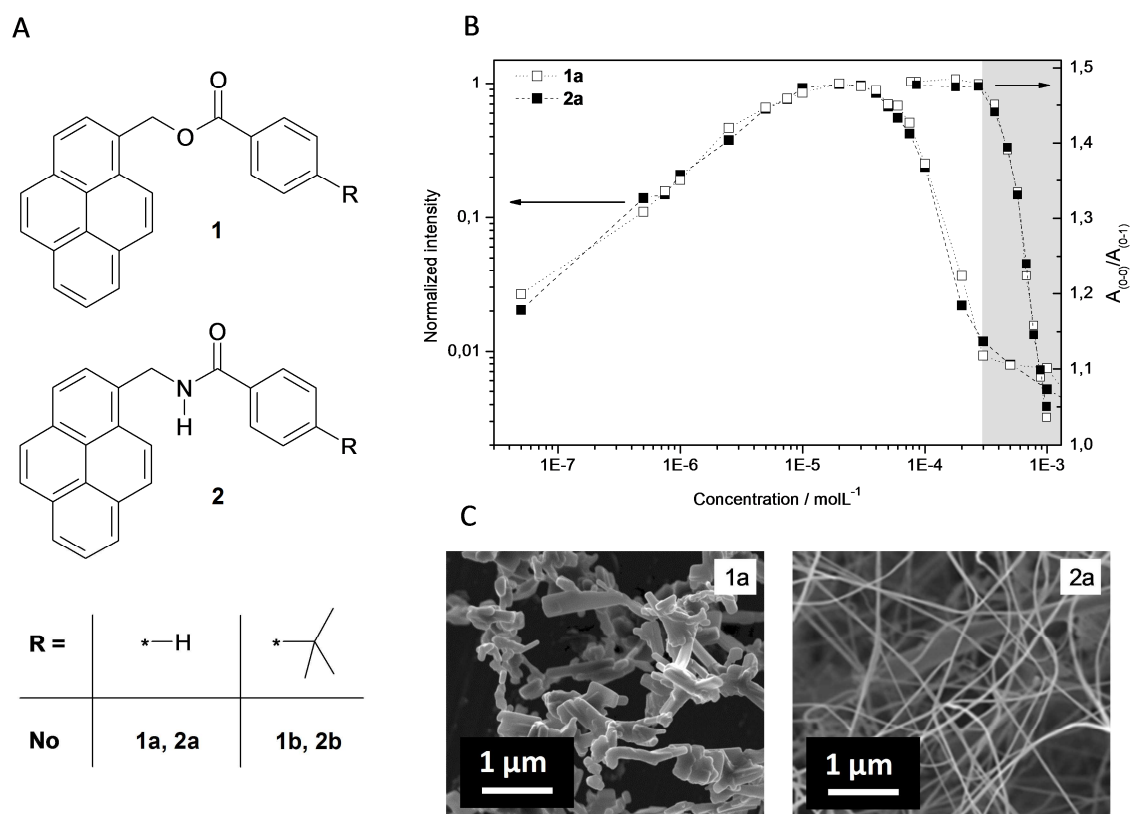 A
O
O
R
1
O
N
H
R
2
R =
*
H
*
No
1a, 2a
1b, 2b
B
1a
2a
1
0,1
0,01
Normalized intensity
1E-7
1E-6
1E-5
1E-4
1E-3
Concentration / molL⁻¹
1,5
1,4
1,3
1,2
1,1
1,0
A(0-0)/A(0-1)
C
1a
1 µm
2a
1 µm